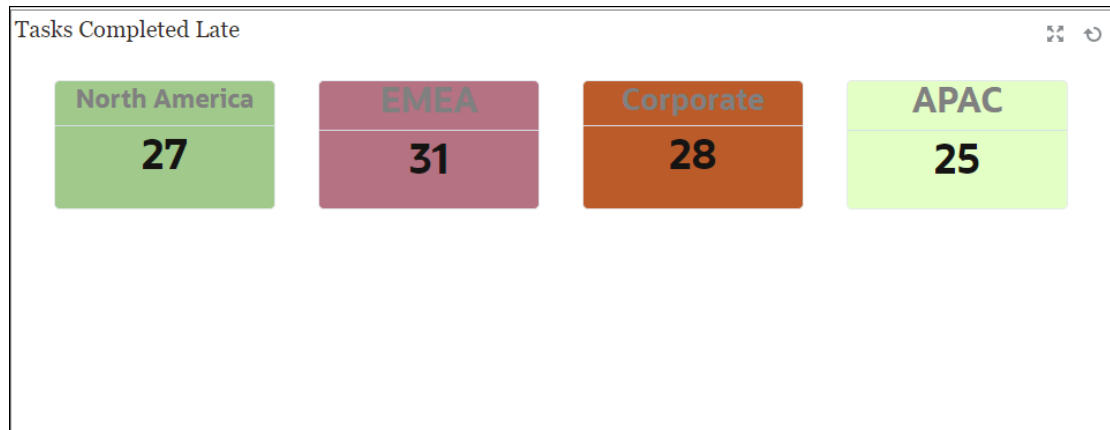 Tasks Completed Late
North America
27
EMEA
31
Corporate
28
APAC
25